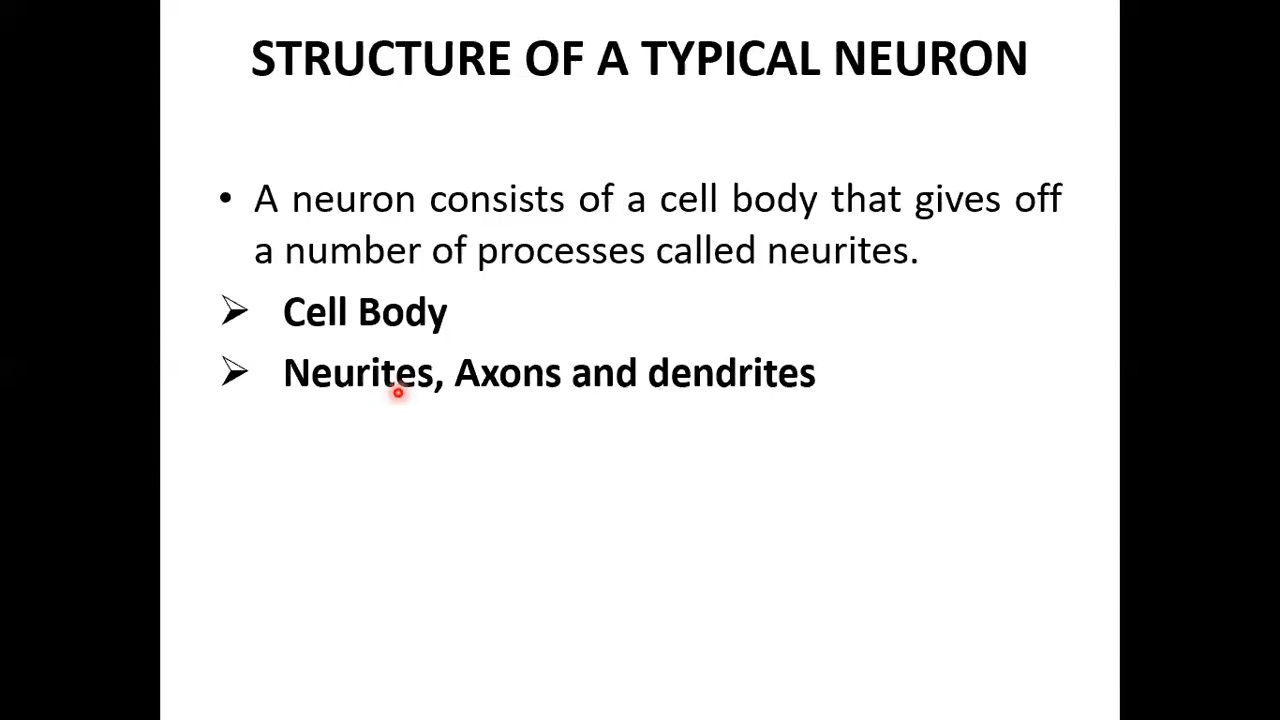 STRUCTURE OF A TYPICAL NEURON
• A neuron consists of a cell body that gives off
a number of processes called neurites.
➢ Cell Body
➢ Neurites, Axons and dendrites